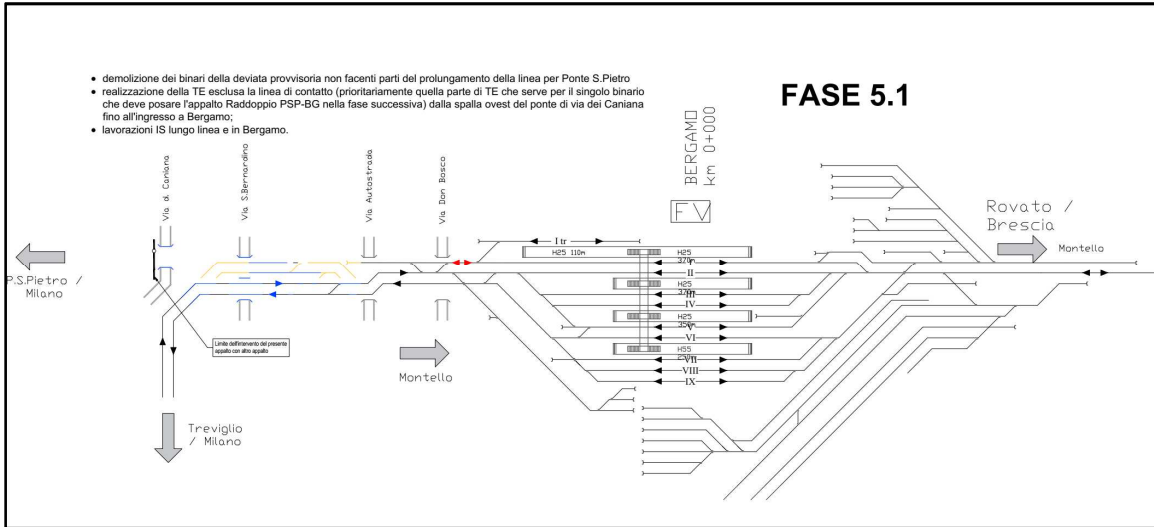 • demolizione dei binari della deviata provvisoria non facenti parti del prolungamento della linea per Ponte S.Pietro
• realizzazione della TE esclusa la linea di contatto (prioritariamente quella parte di TE che serve per il singolo binario
che deve posare l'appalto Raddoppio PSP-BG nella fase successiva) dalla spalla ovest del ponte di via dei Caniana
fino all'ingresso a Bergamo;
• lavorazioni IS lungo linea e in Bergamo.
FASE 5.1
BERGAMO
km 0+000
FV
Via di Caniana
Via S.Bernardino
Via Autostrada
Via Don Bosco
Rovato /
Brescia
Montello
P.S.Pietro /
Milano
I tr
H25 110m
H25
370m
I
II
H25
370m
III
IV
H25
350m
V
VI
H55
250m
VII
VIII
IX
Limite dell'intervento del presente
appalto con altro appalto
Montello
Treviglio
/ Milano